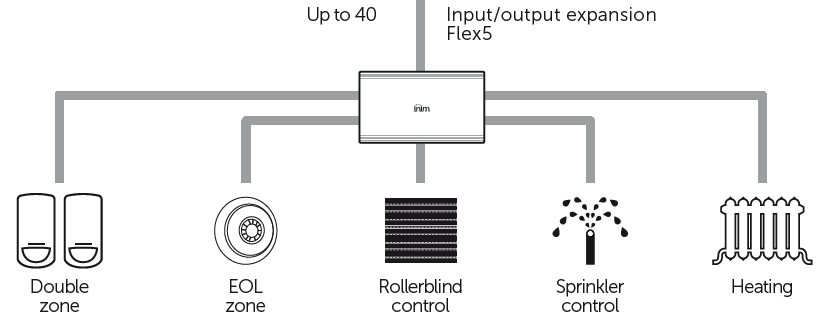 Up to 40
Input/output expansion
Flex5
inim
Double
zone
EOL
zone
Rollerblind
control
Sprinkler
control
Heating